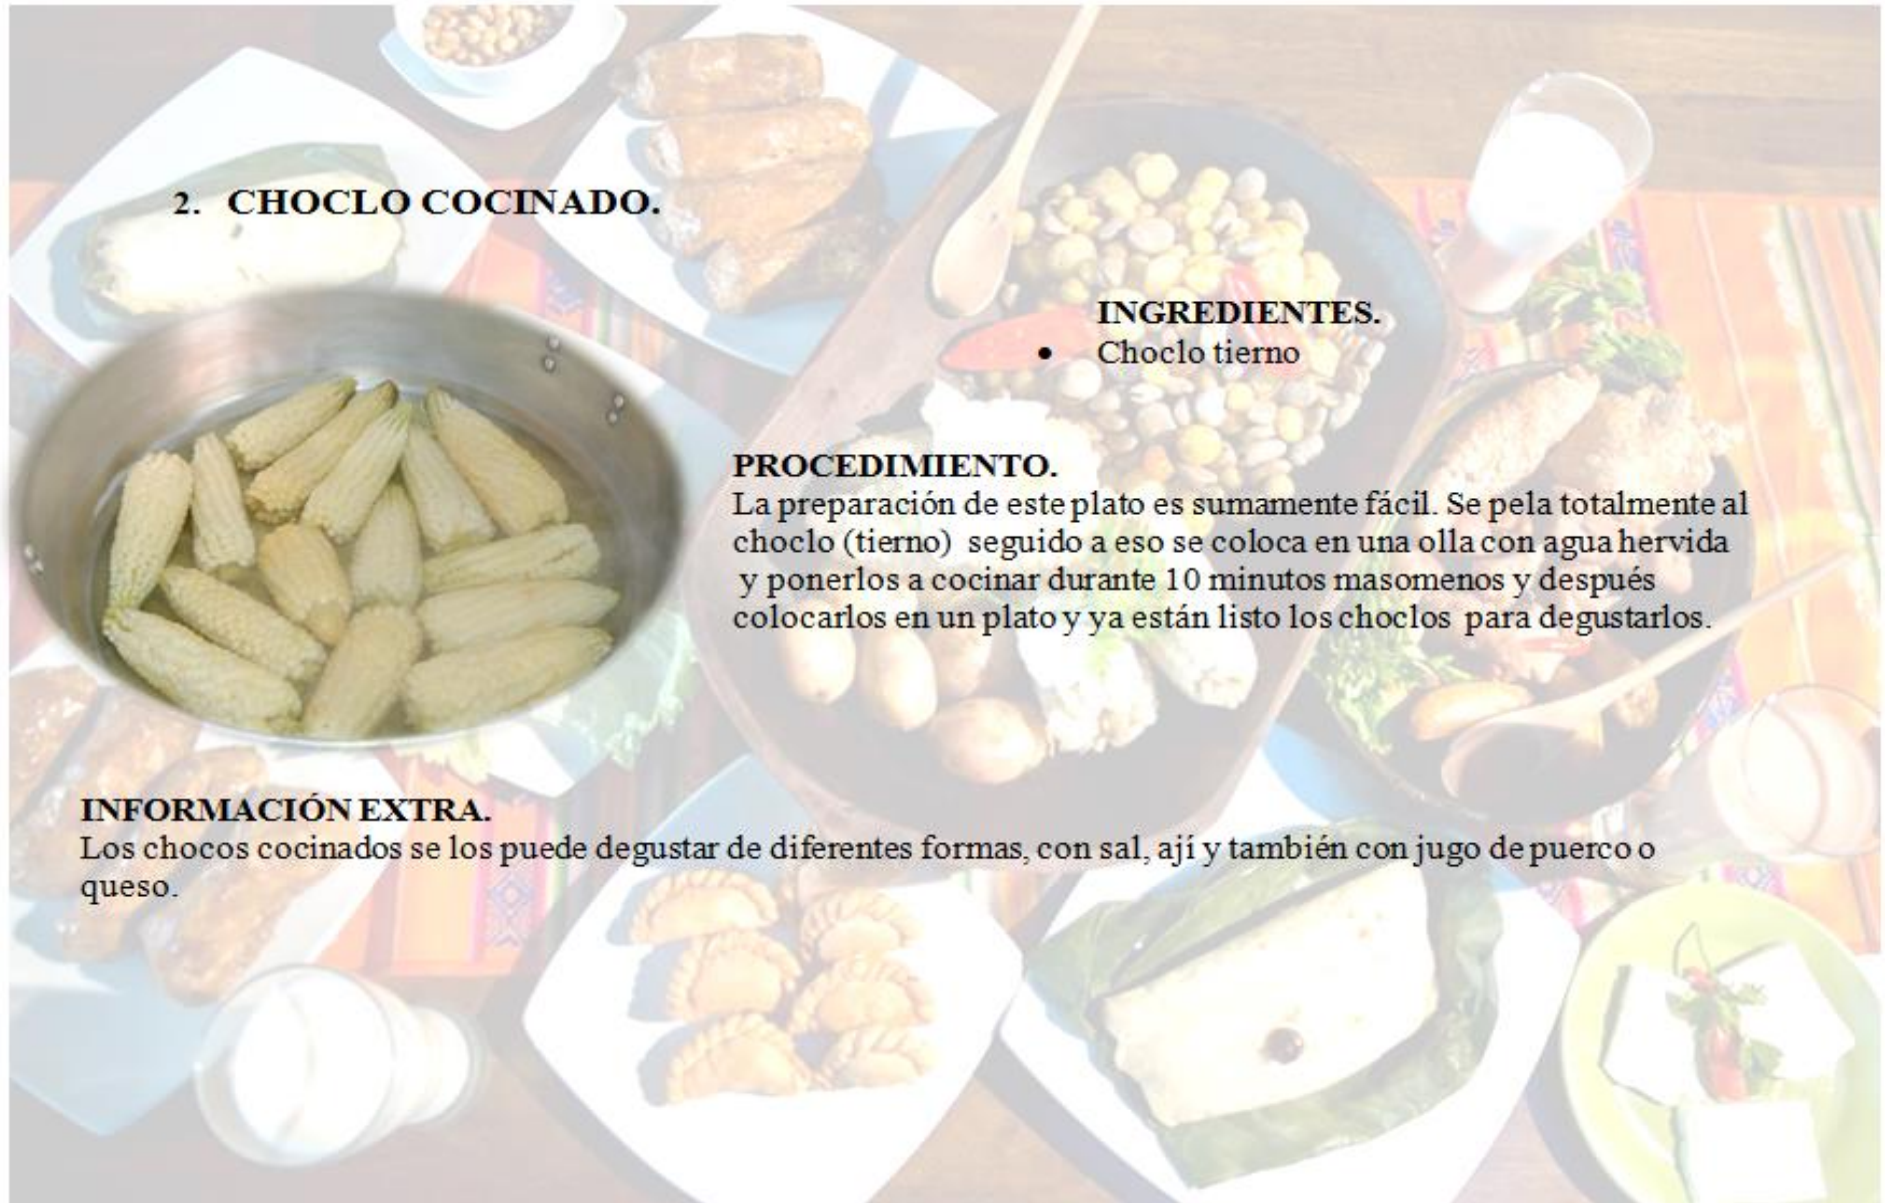 2. CHOCLO COCINADO.
INGREDIENTES.
• Choclo tierno
PROCEDIMIENTO.
La preparación de este plato es sumamente fácil. Se pela totalmente al
choclo (tierno) seguido a eso se coloca en una olla con agua hervida
y ponerlos a cocinar durante 10 minutos masomenos y después
colocarlos en un plato y ya están listo los choclos para degustarlos.
INFORMACIÓN EXTRA.
Los chocos cocinados se los puede degustar de diferentes formas, con sal, ají y también con jugo de puerco o
queso.